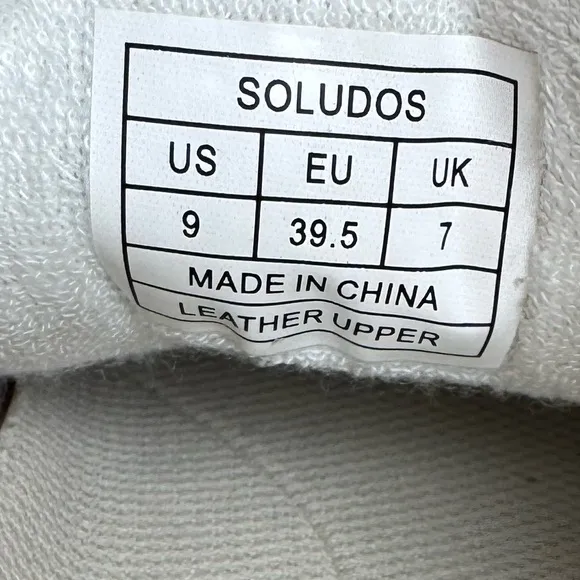 SOLUDOS
US EU UK
9 39.5 7
MADE IN CHINA
LEATHER UPPER